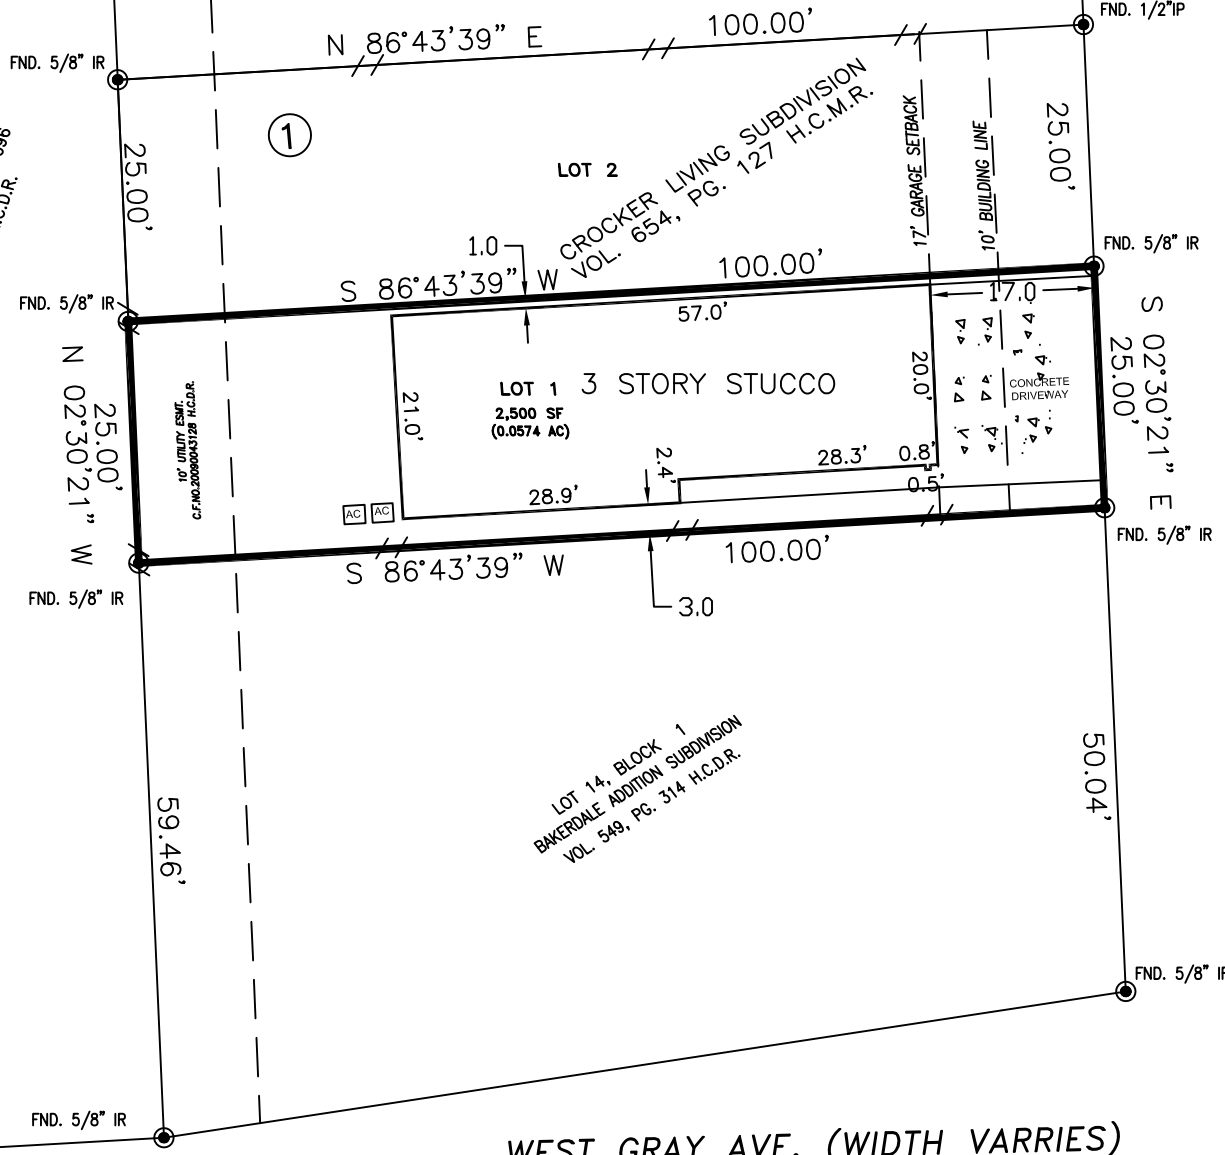 FND. 1/2"IP
N 86°43'39" E
100.00'
FND. 5/8" IR
1
25.00'
LOT 2
CROCKER LIVING SUBDIVISION
VOL. 654, PG. 127 H.C.M.R.
17' GARAGE SETBACK
10' BUILDING LINE
25.00'
FND. 5/8" IR
1.0
S 86°43'39" W
100.00'
FND. 5/8" IR
57.0'
17.0
N 02°30'21" W
25.00'
10' UTILITY ESMT.
C.F.NO.20090043128 H.C.D.R.
21.0'
LOT 1
2,500 SF
(0.0574 AC)
3 STORY STUCCO
20.0'
CONCRETE
DRIVEWAY
S 02°30'21" E
25.00'
AC
AC
28.9'
2.4'
28.3'
0.8'
0.5'
S 86°43'39" W
100.00'
FND. 5/8" IR
FND. 5/8" IR
3.0
LOT 14, BLOCK 1
BAKERDALE ADDITION SUBDIVISION
VOL. 549, PG. 314 H.C.D.R.
59.46'
50.04'
FND. 5/8" IR
FND. 5/8" IR
WEST GRAY AVE. (WIDTH VARRIES)